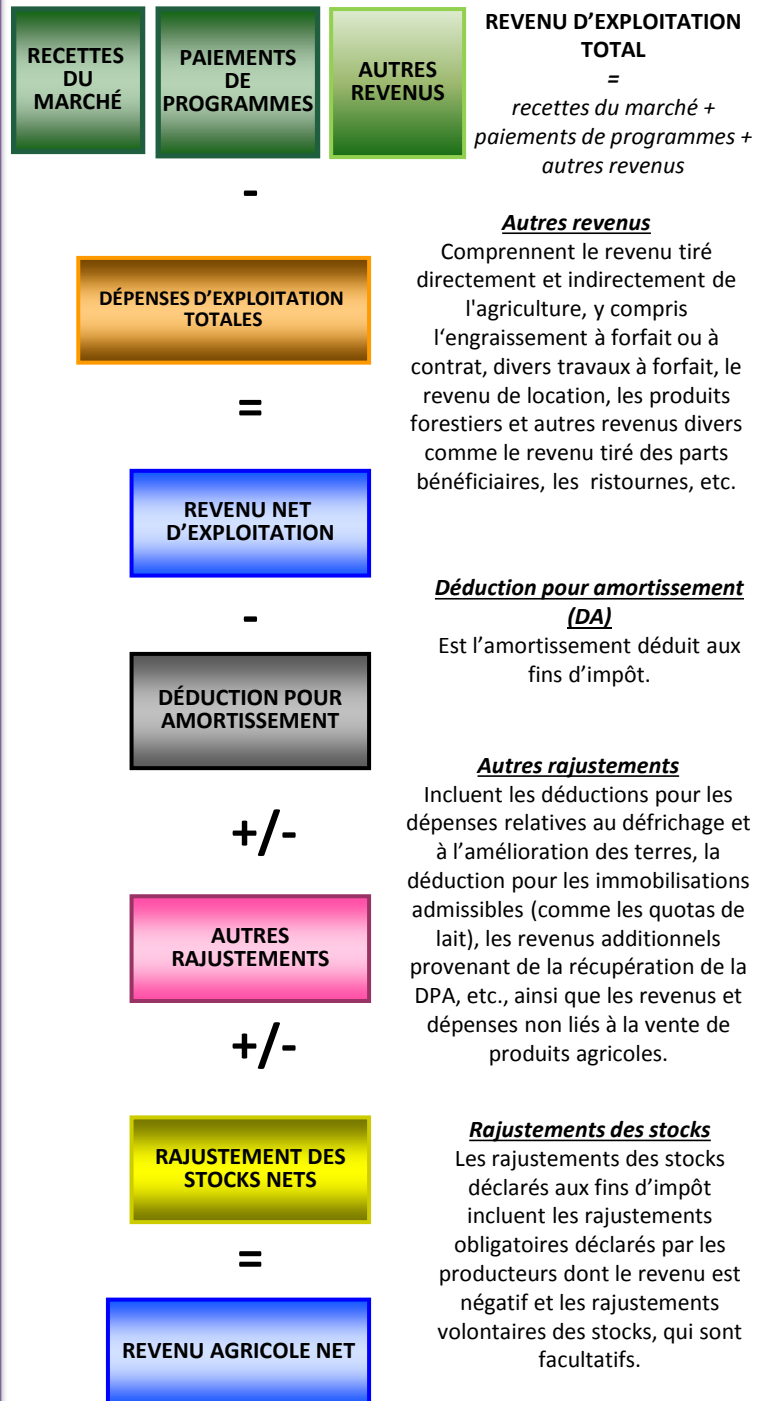 RECETTES
DU
MARCHÉ
PAIEMENTS
DE
PROGRAMMES
AUTRES
REVENUS
REVENU D’EXPLOITATION
TOTAL
=
recettes du marché +
paiements de programmes +
autres revenus
-
Autres revenus
Comprennent le revenu tiré
directement et indirectement de
l'agriculture, y compris
l‘engraissement à forfait ou à
contrat, divers travaux à forfait, le
revenu de location, les produits
forestiers et autres revenus divers
comme le revenu tiré des parts
bénéficiaires, les ristournes, etc.
DÉPENSES D’EXPLOITATION
TOTALES
=
REVENU NET
D’EXPLOITATION
-
Déduction pour amortissement
(DA)
Est l’amortissement déduit aux
fins d’impôt.
DÉDUCTION POUR
AMORTISSEMENT
+/-
Autres rajustements
Incluent les déductions pour les
dépenses relatives au défrichage et
à l’amélioration des terres, la
déduction pour les immobilisations
admissibles (comme les quotas de
lait), les revenus additionnels
provenant de la récupération de la
DPA, etc., ainsi que les revenus et
dépenses non liés à la vente de
produits agricoles.
AUTRES
RAJUSTEMENTS
+/-
RAJUSTEMENT DES
STOCKS NETS
Rajustements des stocks
Les rajustements des stocks
déclarés aux fins d’impôt
incluent les rajustements
obligatoires déclarés par les
producteurs dont le revenu est
négatif et les rajustements
volontaires des stocks, qui sont
facultatifs.
=
REVENU AGRICOLE NET